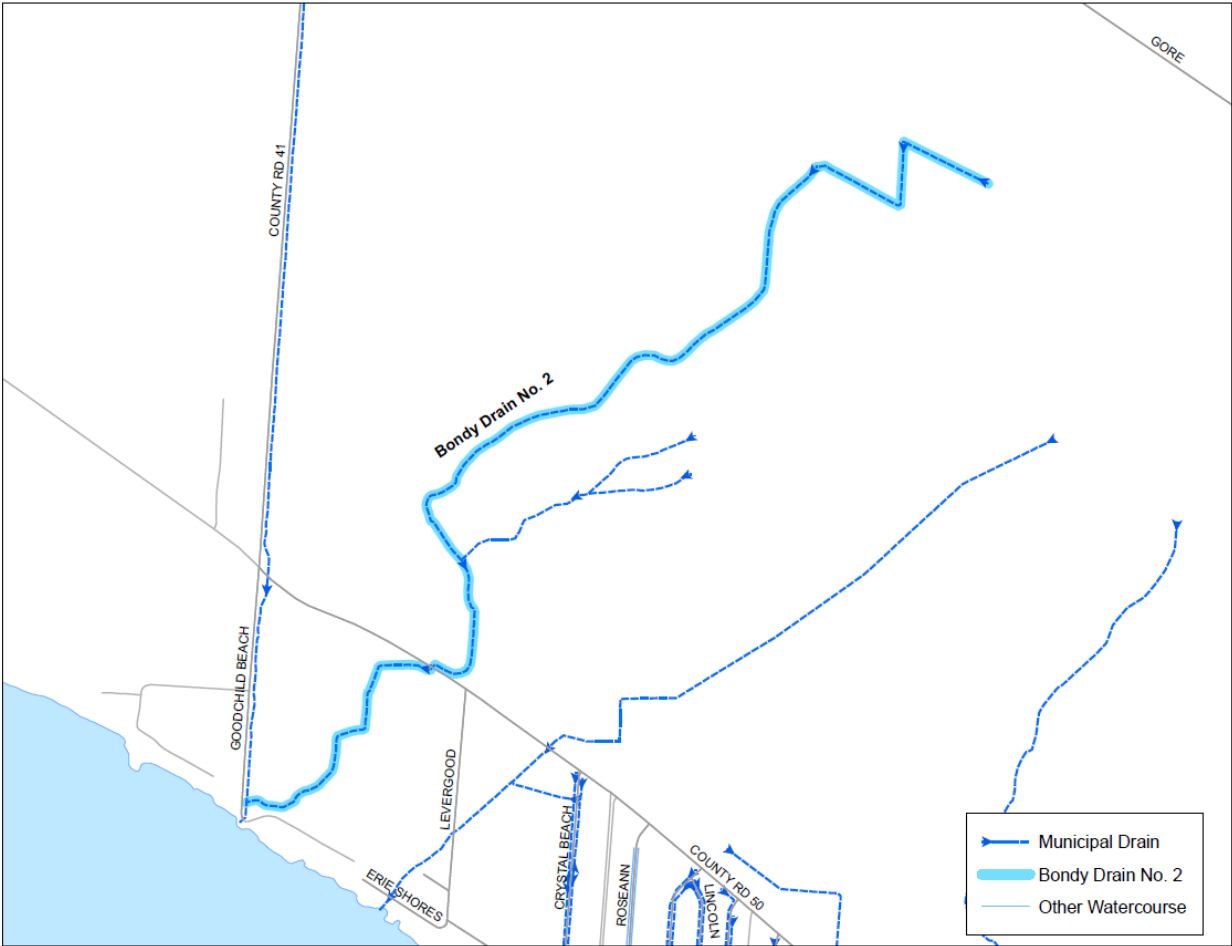 GORE
COUNTY RD 41
Bondy Drain No. 2
GOODCHILD BEACH
LEVERGOOD
ERIE SHORES
CRYSTAL BEACH
ROSEANN
COUNTY RD 50
LINCOLN
Municipal Drain
Bondy Drain No. 2
Other Watercourse